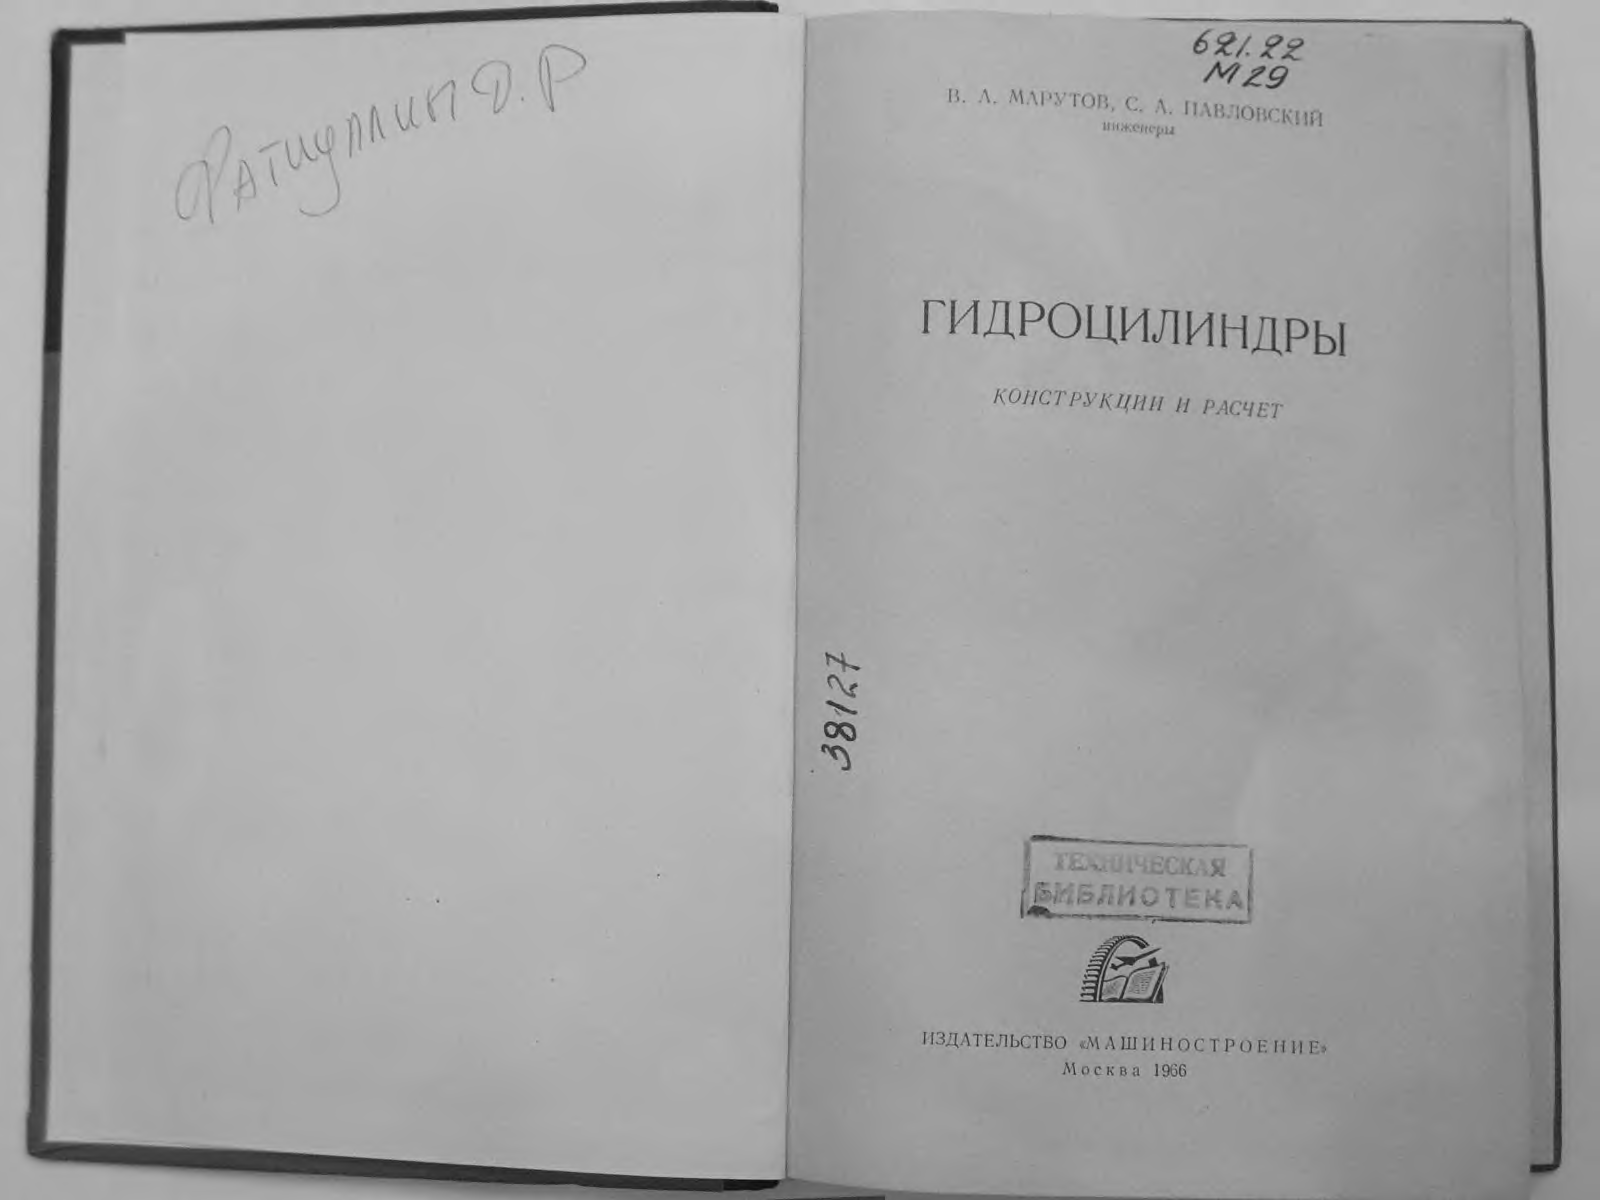 Фатиуллин Д. Р
621.22
М29
В. А. МАРУТОВ, С. А. ПАВЛОВСКИЙ
инженеры
ГИДРОЦИЛИНДРЫ
КОНСТРУКЦИИ И РАСЧЕТ
38127
ТЕХНИЧЕСКАЯ
БИБЛИОТЕКА
ИЗДАТЕЛЬСТВО «МАШИНОСТРОЕНИЕ»
Москва 1966